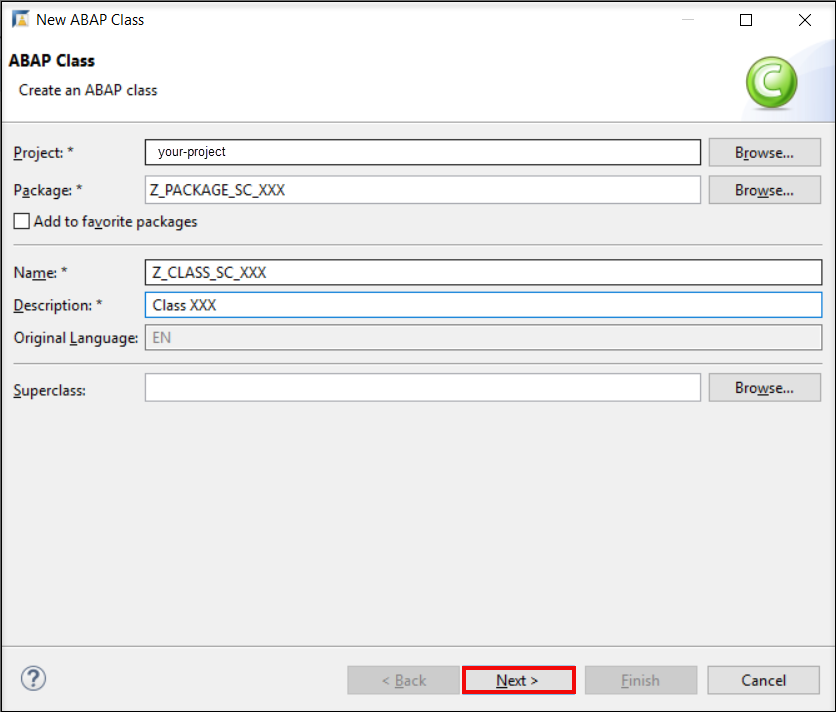 New ABAP Class
ABAP Class
Create an ABAP class
Project: * your-project Browse...
Package: * Z_PACKAGE_SC_XXX Browse...
Add to favorite packages
Name: * Z_CLASS_SC_XXX
Description: * Class XXX
Original Language: EN
Superclass: Browse...
< Back Next > Finish Cancel